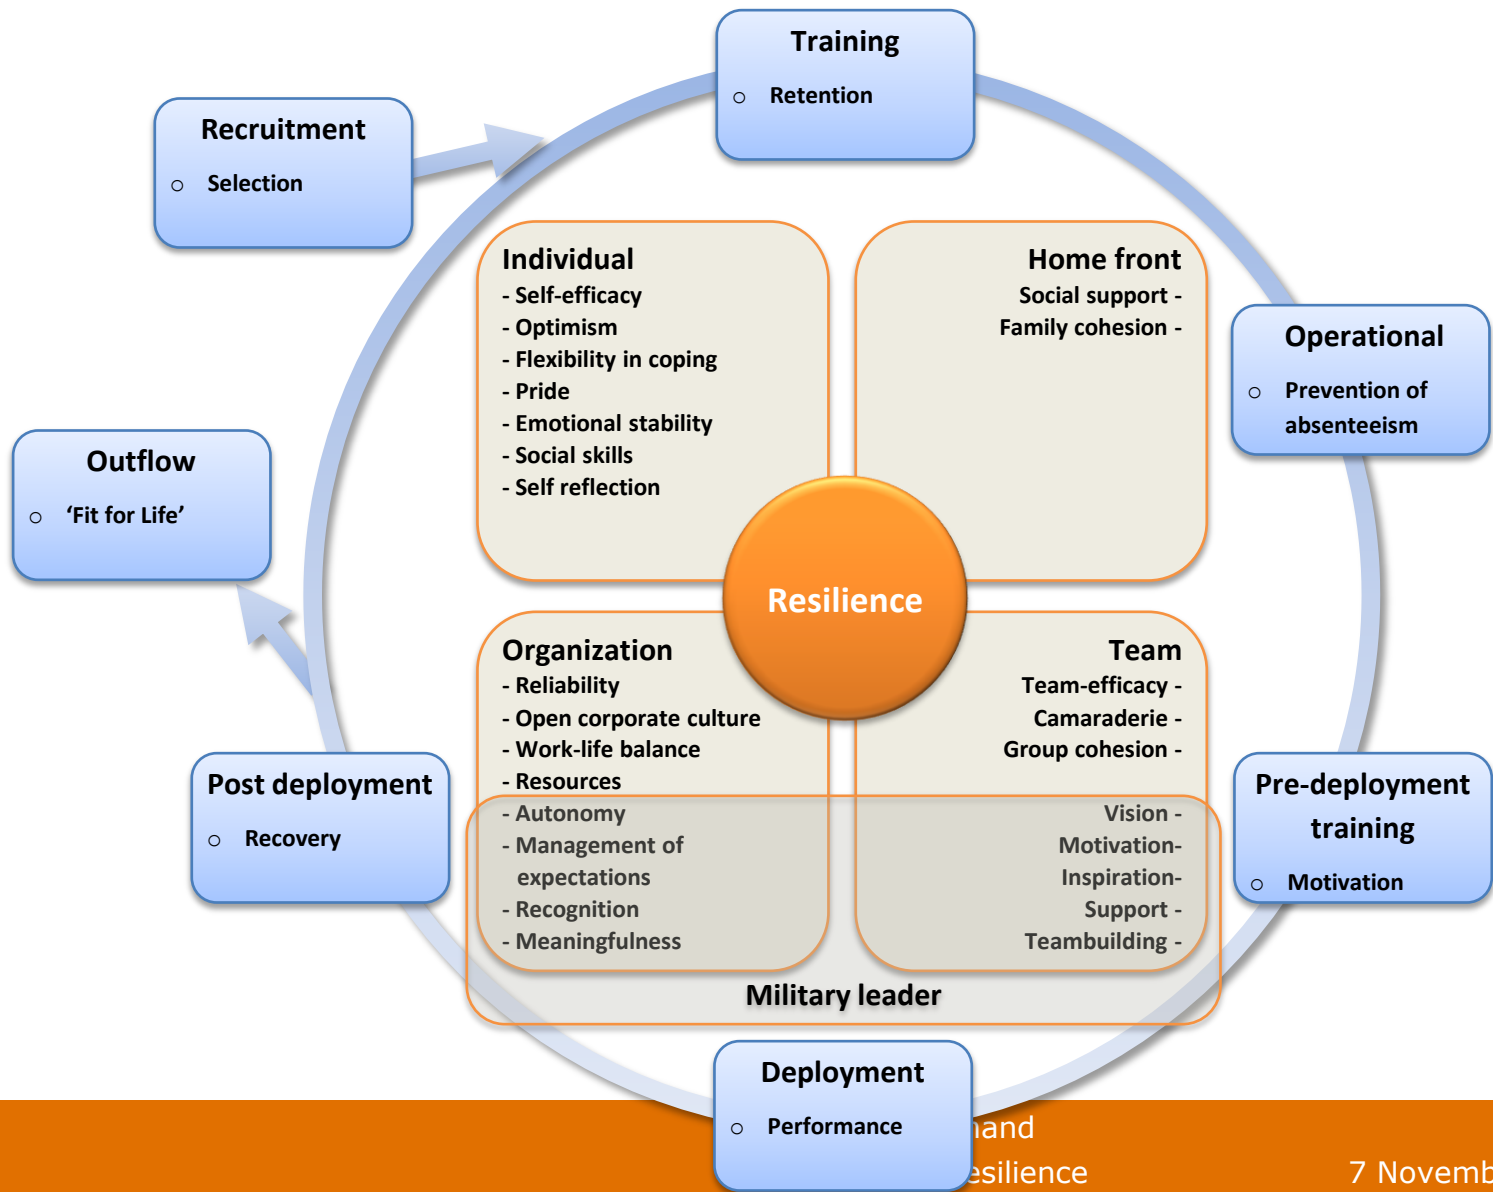 Training
o Retention
Recruitment
o Selection
Individual
- Self-efficacy
- Optimism
- Flexibility in coping
- Pride
- Emotional stability
- Social skills
- Self reflection
Home front
Social support -
Family cohesion -
Operational
o Prevention of
absenteeism
Outflow
o ‘Fit for Life’
Resilience
Organization
- Reliability
- Open corporate culture
- Work-life balance
- Resources
- Autonomy
- Management of
expectations
- Recognition
- Meaningfulness
Team
Team-efficacy -
Camaraderie -
Group cohesion -
Vision -
Motivation-
Inspiration-
Support -
Teambuilding -
Military leader
Post deployment
o Recovery
Pre-deployment
training
o Motivation
Deployment
o Performance
7